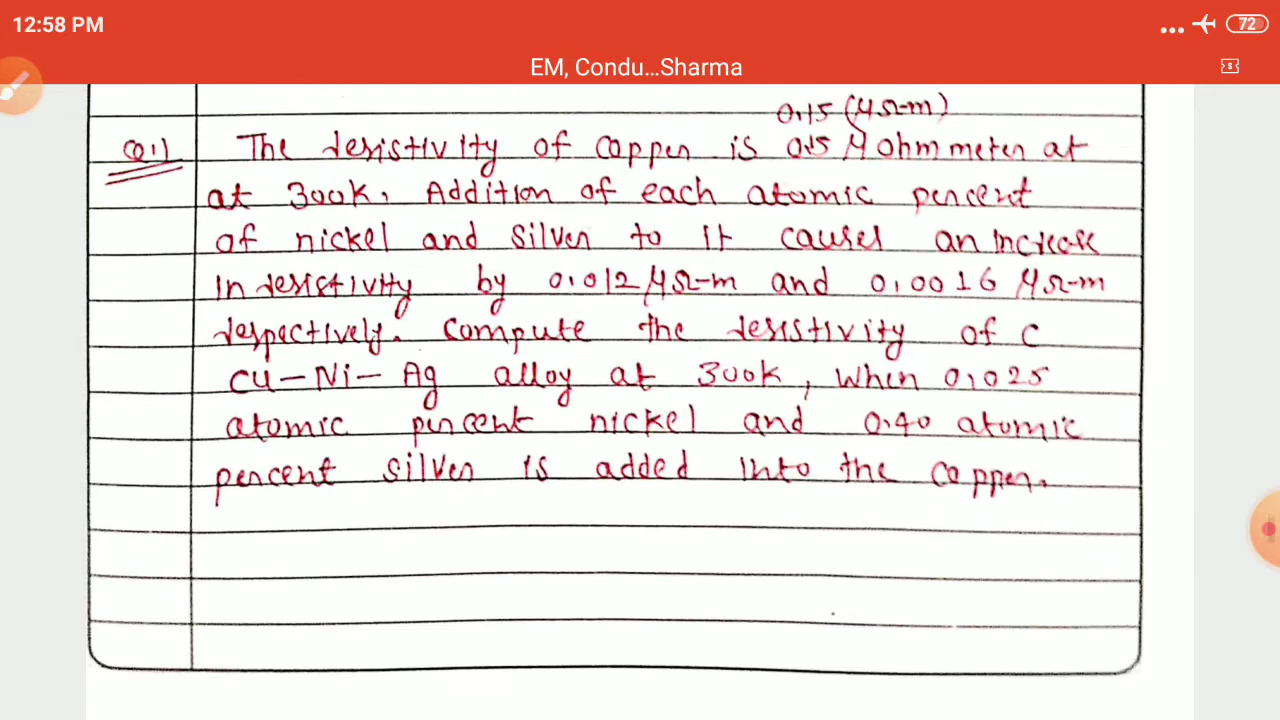 12:58 PM
... 72
EM, Condu...Sharma
0.15 (μΩ-m)
Q.1) The resistivity of copper is 0.15 μ ohm meter at
at 300K. Addition of each atomic percent
of nickel and silver to it causes an increase
in resistivity by 0.012 μΩ-m and 0.0016 μΩ-m
respectively. Compute the resistivity of C
Cu-Ni-Ag alloy at 300K, when 0.025
atomic percent nickel and 0.40 atomic
percent silver is added into the copper.